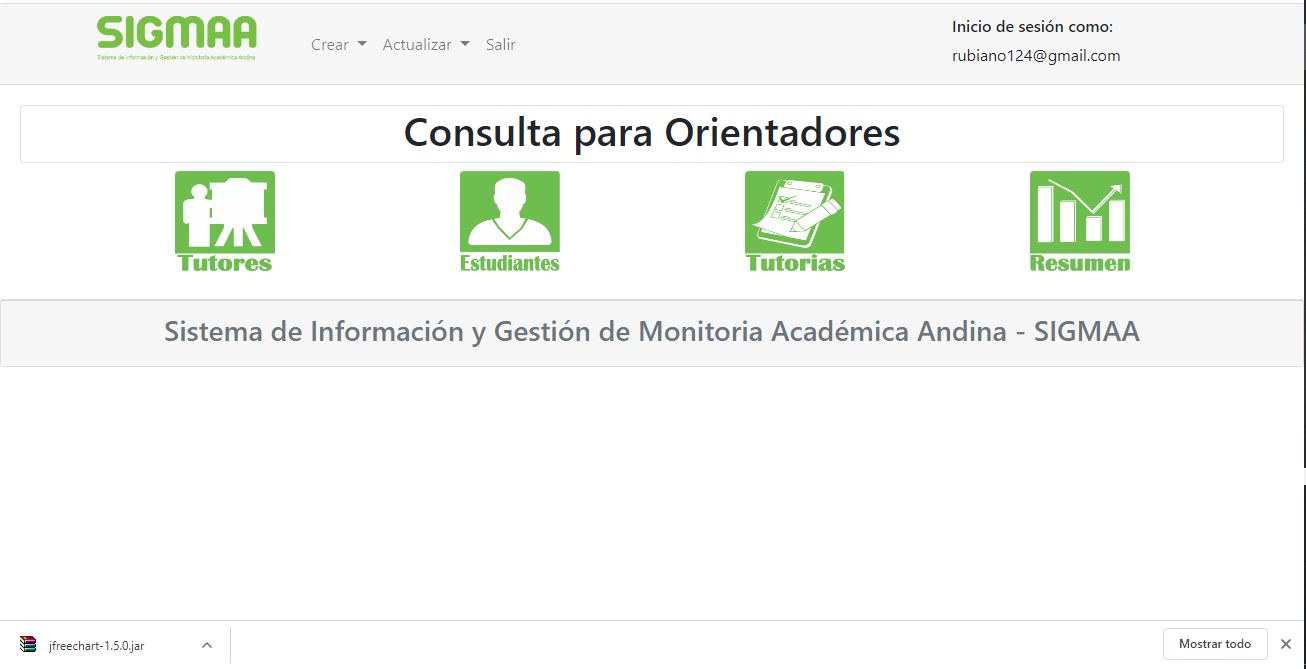 SIGMAA
Sistema de Información y Gestión de Monitoria Académica Andina
Crear
Actualizar
Salir
Inicio de sesión como:
rubiano124@gmail.com
Consulta para Orientadores
Tutores
Estudiantes
Tutorias
Resumen
Sistema de Información y Gestión de Monitoria Académica Andina - SIGMAA
jfreechart-1.5.0.jar
Mostrar todo